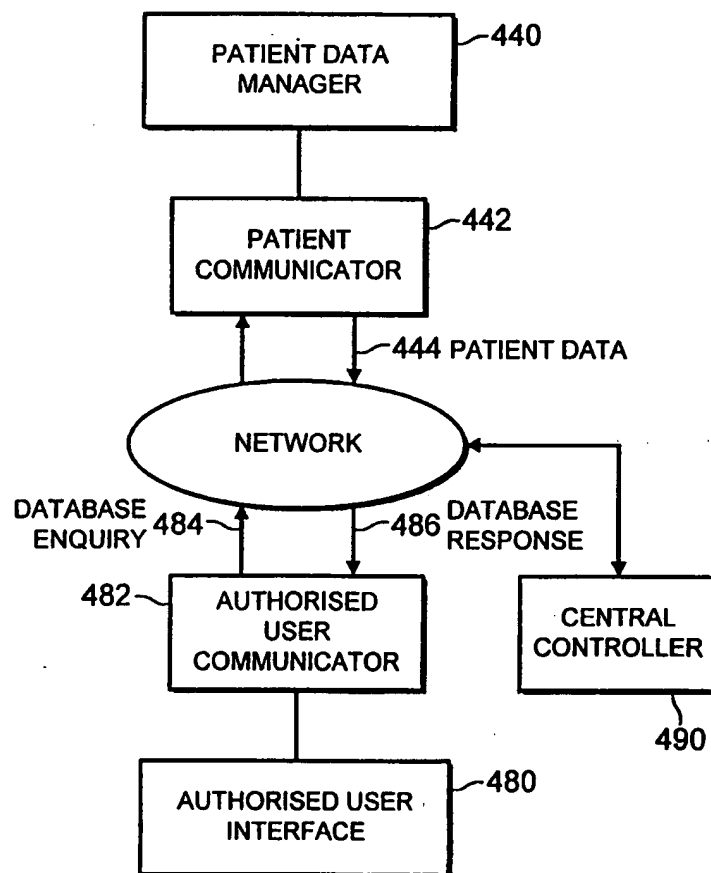 440
PATIENT DATA
MANAGER
442
PATIENT
COMMUNICATOR
444 PATIENT DATA
NETWORK
DATABASE
ENQUIRY
484
486
DATABASE
RESPONSE
482
AUTHORISED
USER
COMMUNICATOR
CENTRAL
CONTROLLER
490
480
AUTHORISED USER
INTERFACE